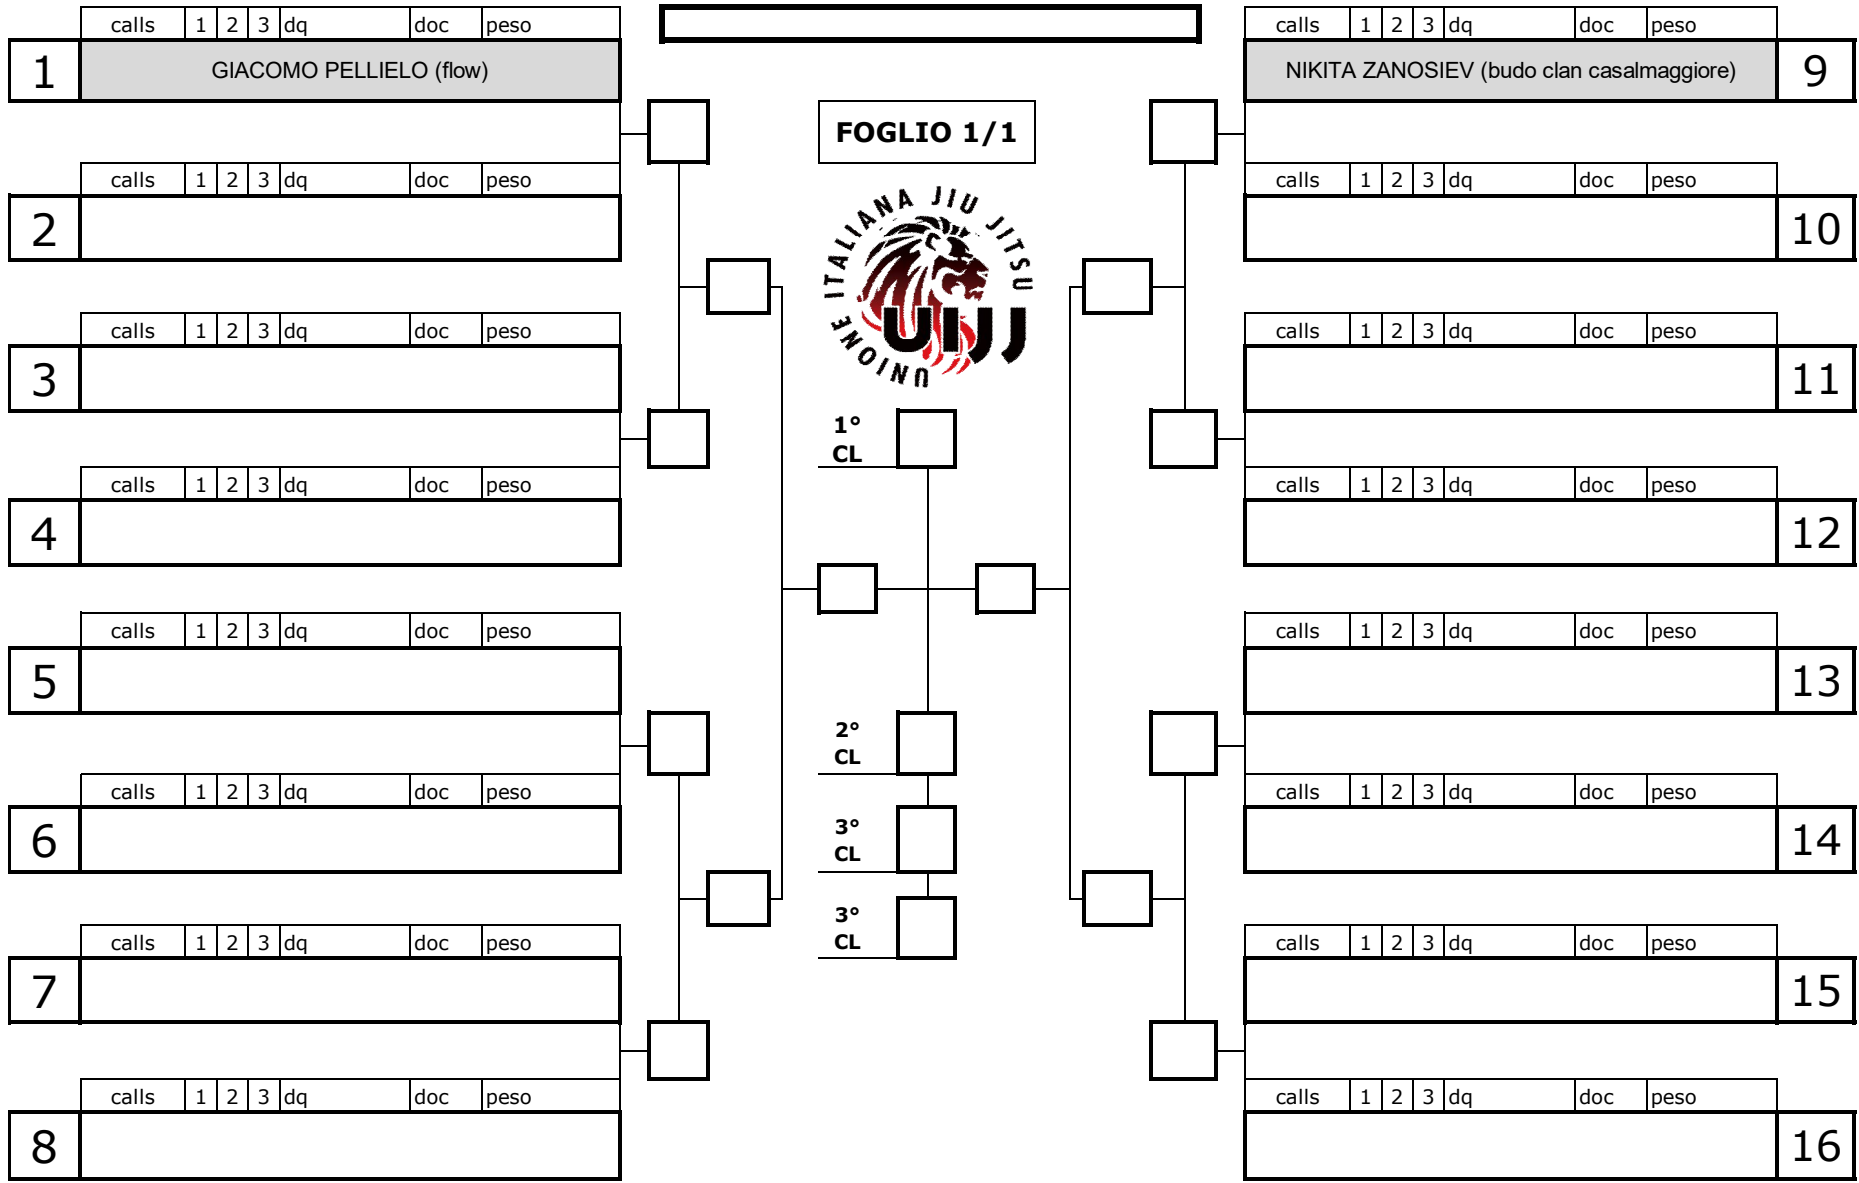 calls 1 2 3 dq doc peso
1 GIACOMO PELLIELO (flow)
calls 1 2 3 dq doc peso
2
calls 1 2 3 dq doc peso
3
calls 1 2 3 dq doc peso
4
calls 1 2 3 dq doc peso
5
calls 1 2 3 dq doc peso
6
calls 1 2 3 dq doc peso
7
calls 1 2 3 dq doc peso
8
FOGLIO 1/1
UNIONE ITALIANA JIU JITSU
UIJJ
1°
CL
2°
CL
3°
CL
3°
CL
calls 1 2 3 dq doc peso
NIKITA ZANOSIEV (budo clan casalmaggiore) 9
calls 1 2 3 dq doc peso
10
calls 1 2 3 dq doc peso
11
calls 1 2 3 dq doc peso
12
calls 1 2 3 dq doc peso
13
calls 1 2 3 dq doc peso
14
calls 1 2 3 dq doc peso
15
calls 1 2 3 dq doc peso
16